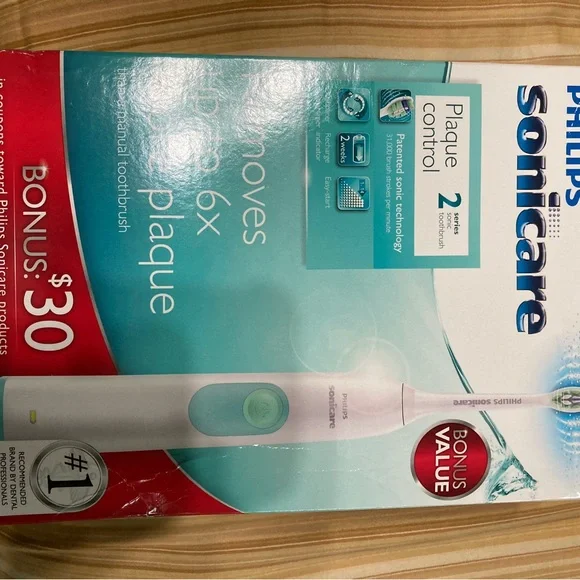 PHILIPS
sonicare
Plaque
control
2 series
sonic
toothbrush
Patented sonic technology
31,000 brush strokes per minute
2 weeks
Recharge
Easy-start
6x
plaque
manual toothbrush
BONUS: $30
in coupons toward Philips Sonicare products
PHILIPS
sonicare
PHILIPS sonicare
BONUS
VALUE
#1
RECOMMENDED
BRAND BY DENTAL
PROFESSIONALS